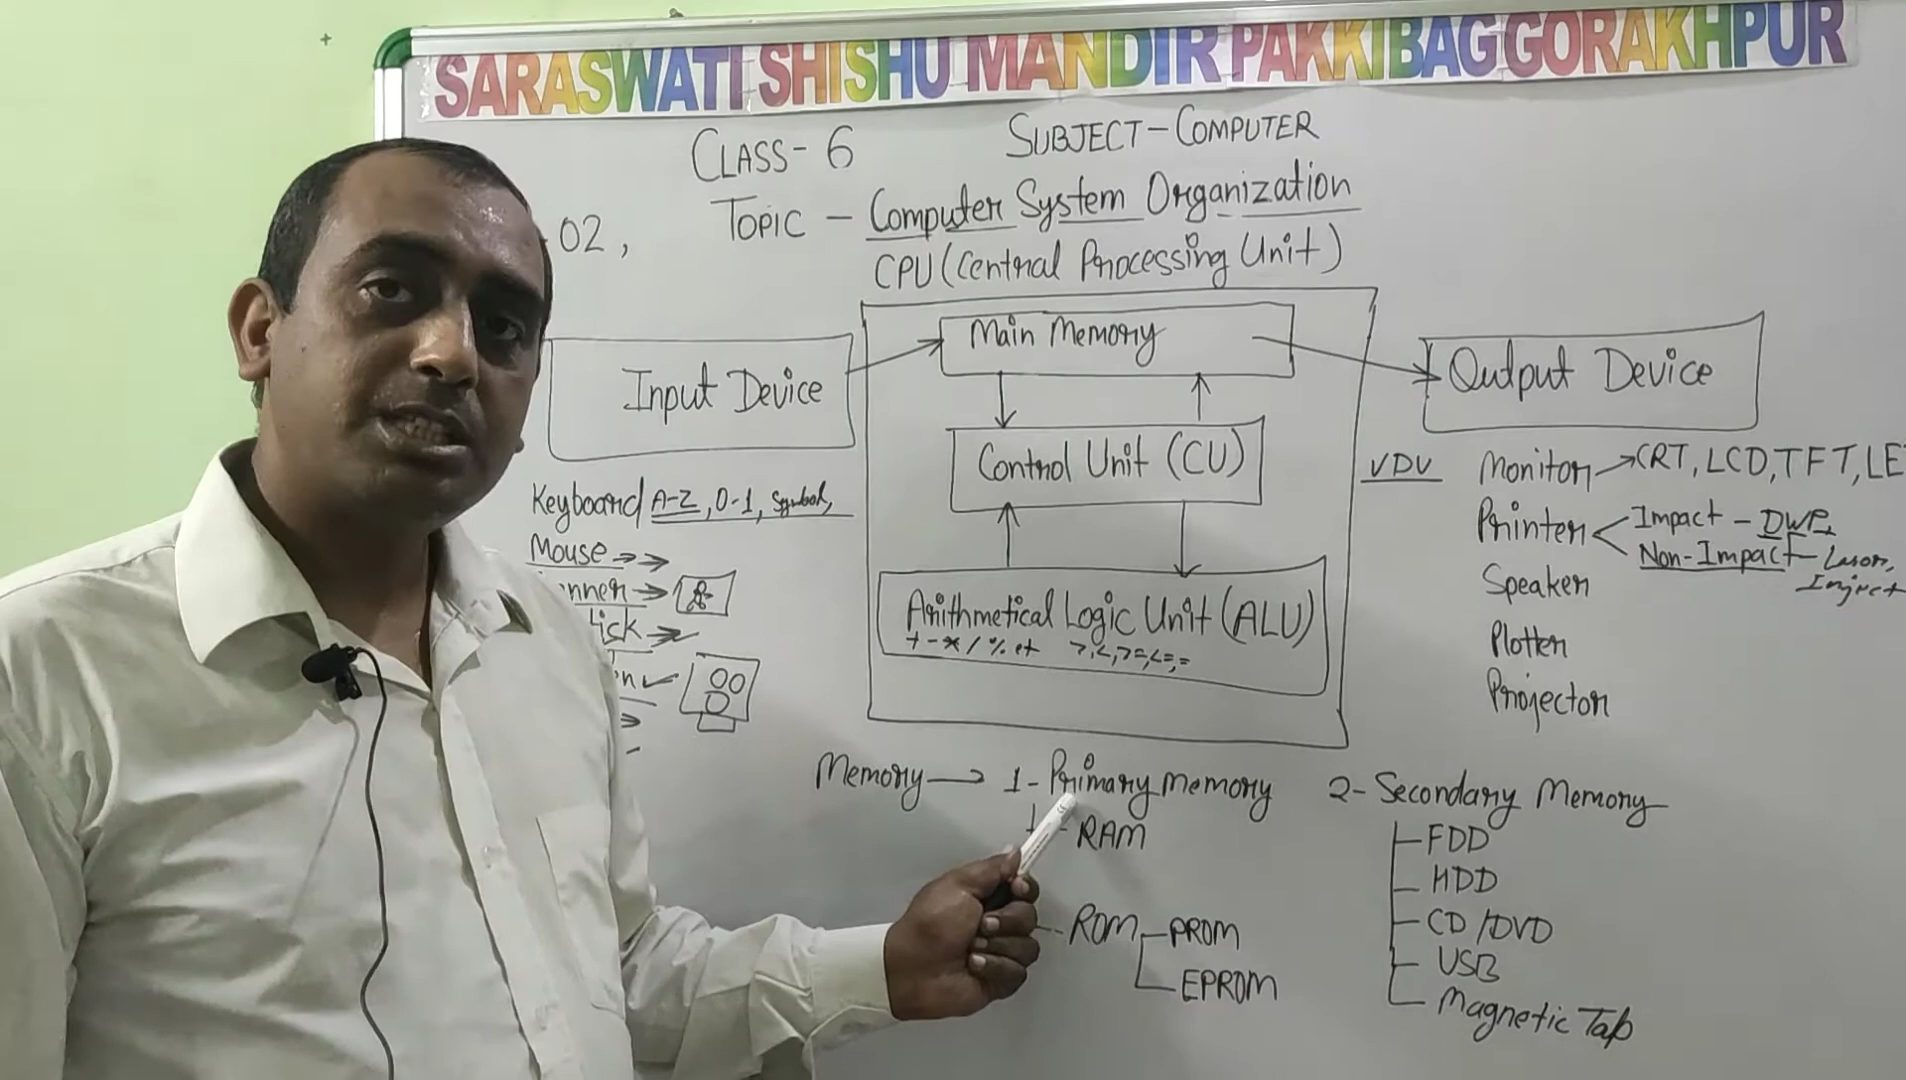 SARASWATI SHISHU MANDIR PAKKIBAG GORAKHPUR
CLASS-6
SUBJECT-COMPUTER
02,
TOPIC - Computer System Organization
CPU (Central Processing Unit)
Input Device
Main Memory
Output Device
Control Unit (CU)
Arithmetical Logic Unit (ALU)
+ - * / %
>,<,>=,<=,=
Keyboard A-Z, 0-1, Symbol,
Mouse
VDU
Monitor → CRT, LCD, TFT, LE
Printer
Impact - DWP
Non-Impact - Laser,
Injret
Speaker
Plotter
Projector
Memory → 1- Primary Memory
RAM
ROM
PROM
EPROM
2- Secondary Memory
FDD
HDD
CD/DVD
USB
Magnetic Tap